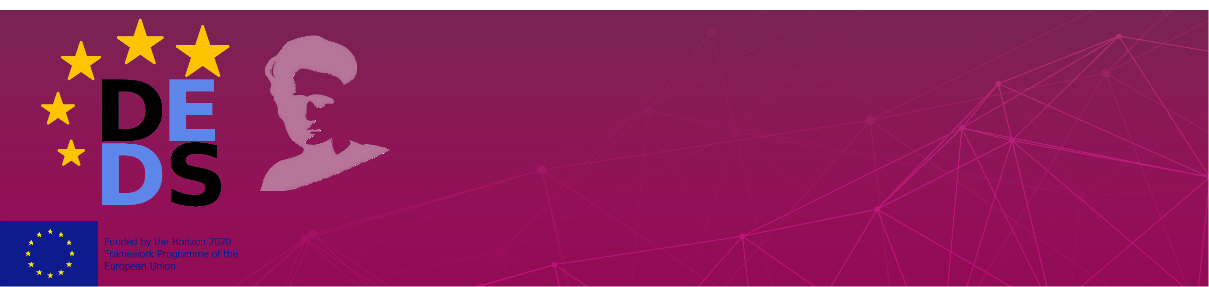 DE
DS
Funded by the Horizon 2020
Framework Programme of the
European Union